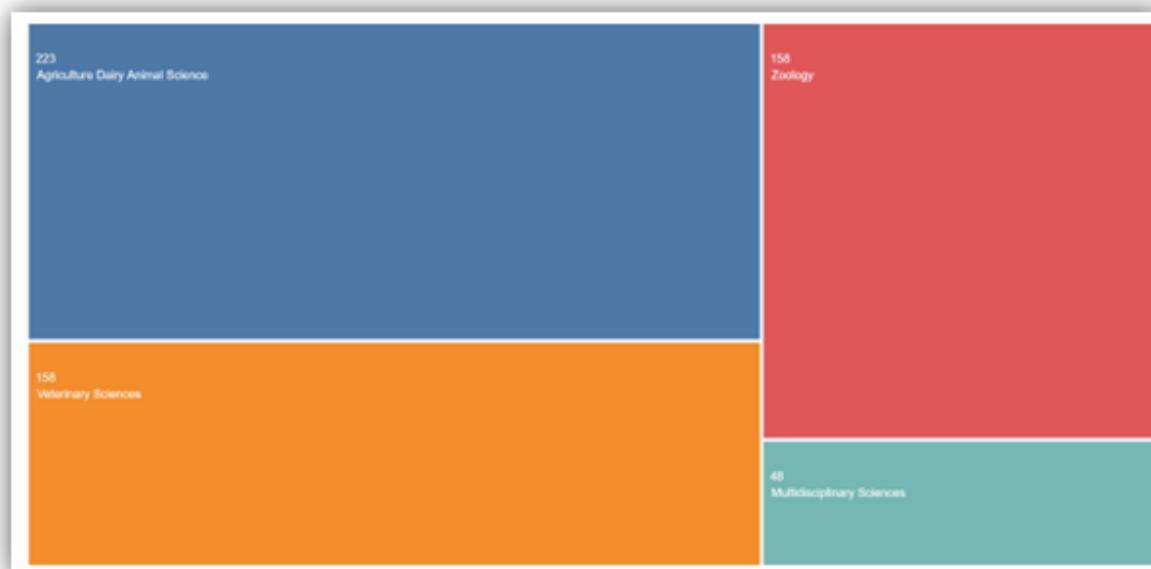 223
Agriculture Dairy Animal Science
158
Zoology
158
Veterinary Sciences
48
Multidisciplinary Sciences